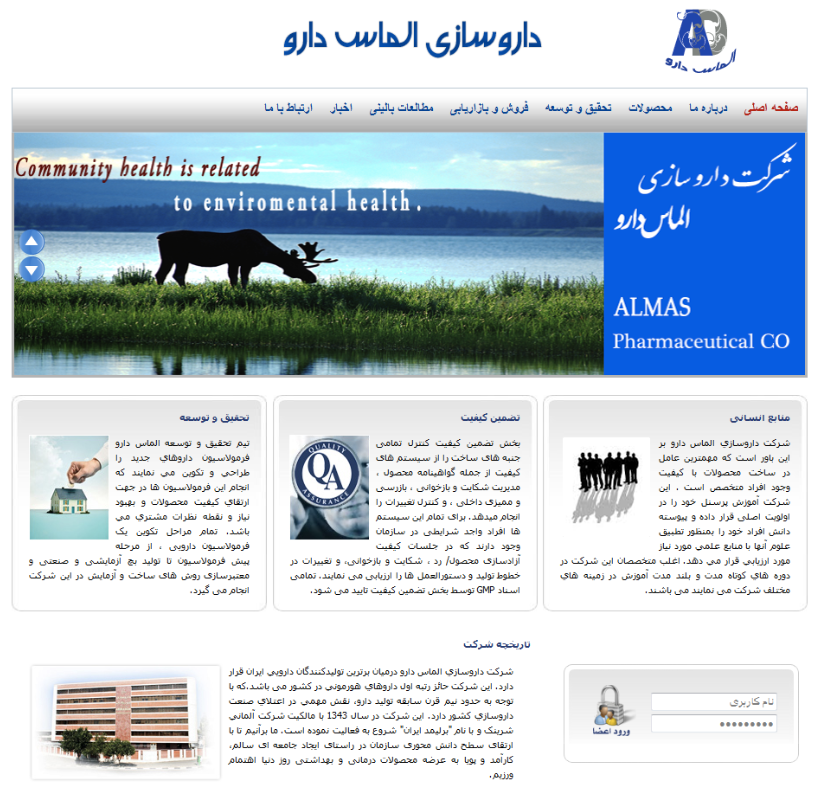 داروسازی الماس دارو
AD
الماس دارو
صفحه اصلی درباره ما محصولات تحقیق و توسعه فروش و بازاریابی مطالعات بالینی اخبار ارتباط با ما
Community health is related
to enviromental health .
شرکت دارو سازی
الماس دارو
ALMAS
Pharmaceutical CO
منابع انسانی
شرکت داروسازي الماس دارو بر
این باور است که مهمترین عامل
در ساخت محصولات با کیفیت
وجود افراد متخصص است . این
شرکت آموزش پرسنل خود را در
اولویت اصلی قرار داده و پیوسته
دانش افراد خود را بمنظور تطبیق
علوم آنها با منابع علمي مورد نیاز
مورد ارزیابی قرار می دهد. اغلب متخصصان این شرکت در
دوره هاي کوتاه مدت و بلند مدت آموزش در زمینه هاي
مختلف شرکت می نمایند می باشند.
تضمین کیفیت
بخش تضمین کیفیت کنترل تمامی
جنبه های ساخت را از سیستم های
کیفیت از جمله گواهینامه محصول ،
مدیریت شکایت و بازخوانی ، بازرسی
و ممیزی داخلی ، و کنترل تغییرات را
انجام میدهد. برای تمام این سیستم
ها افراد واجد شرایطی در سازمان
وجود دارند که در جلسات کیفیت
آزادسازی محصول/ رد ، شکایت و بازخوانی، و تغییرات در
خطوط تولید و دستورالعمل ها را ارزیابی می نمایند. تمامی
اسناد GMP توسط بخش تضمین کیفیت تایید می شود.
QUALITY
QA
ASSURANCE
تحقیق و توسعه
تیم تحقیق و توسعه الماس دارو
فرمولاسیون داروهاي جدید را
طراحی و تکوین می نمایند که
انجام این فرمولاسیون ها در جهت
ارتقاي کیفیت محصولات و بهبود
نیاز و نقطه نظرات مشتري می
باشد. تمام مراحل تکوین یک
فرمولاسیون دارویی ، از مرحله
پیش فرمولاسیون تا تولید بچ آزمایشی و صنعتی و
معتبرسازي روش های ساخت و آزمایش در این شرکت
انجام می گیرد.
تاریخچه شرکت
شرکت داروسازي الماس دارو درمیان برترین تولیدکنندگان دارویی ایران قرار
دارد. این شرکت حائز رتبه اول داروهاي هورمونی در کشور می باشد.که با
توجه به حدود نیم قرن سابقه تولید دارو، نقش مهمی در اعتلاي صنعت
داروسازي کشور دارد. این شرکت در سال 1343 با مالکیت شرکت آلمانی
شرینک و با نام "برلیمد ایران" شروع به فعالیت نموده است. ما برآنیم تا با
ارتقای سطح دانش محوری سازمان در راستای ایجاد جامعه ای سالم،
کارآمد و پویا به عرضه محصولات درمانی و بهداشتی روز دنیا اهتمام
ورزیم.
نام کاربری
•••••••••
ورود اعضا